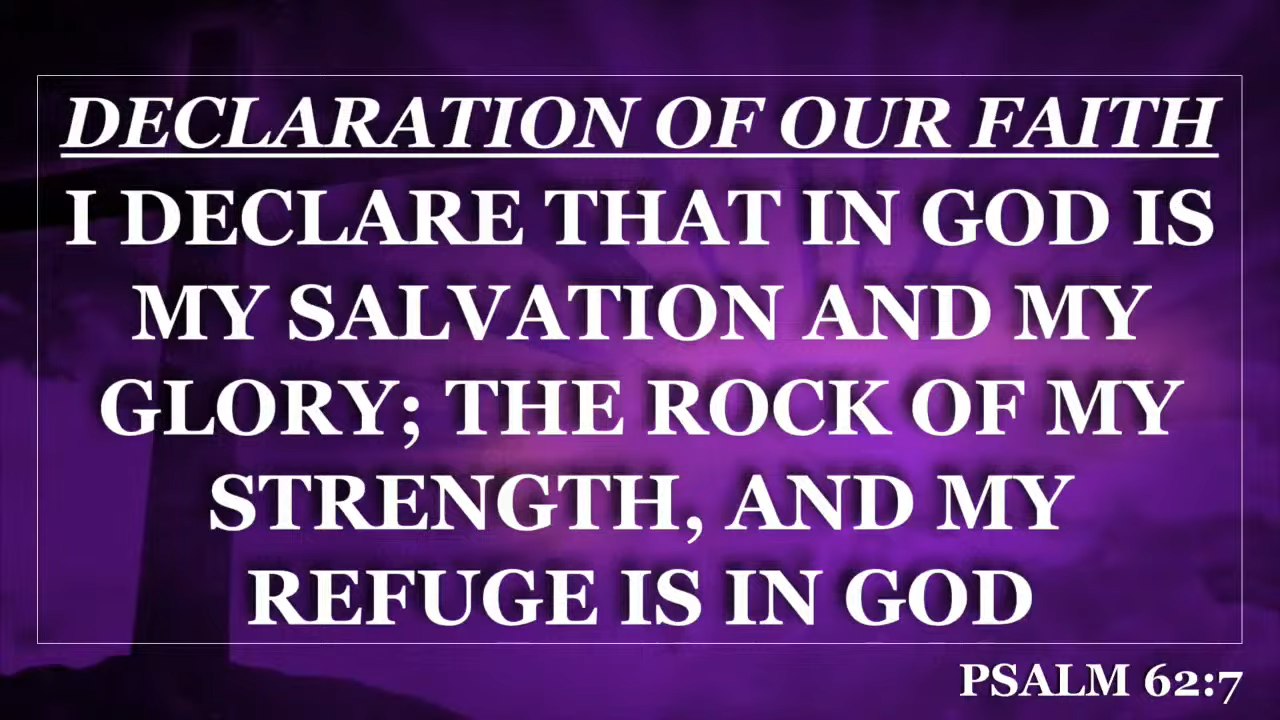 DECLARATION OF OUR FAITH
I DECLARE THAT IN GOD IS
MY SALVATION AND MY
GLORY; THE ROCK OF MY
STRENGTH, AND MY
REFUGE IS IN GOD
PSALM 62:7